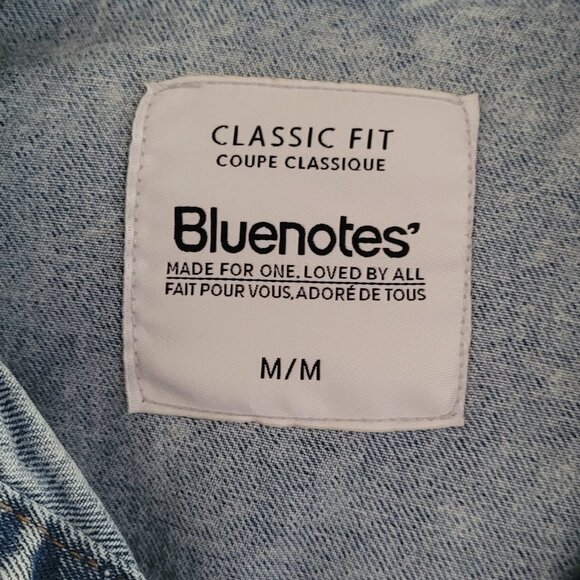 CLASSIC FIT
COUPE CLASSIQUE
Bluenotes’
MADE FOR ONE. LOVED BY ALL
FAIT POUR VOUS, ADORÉ DE TOUS
M/M